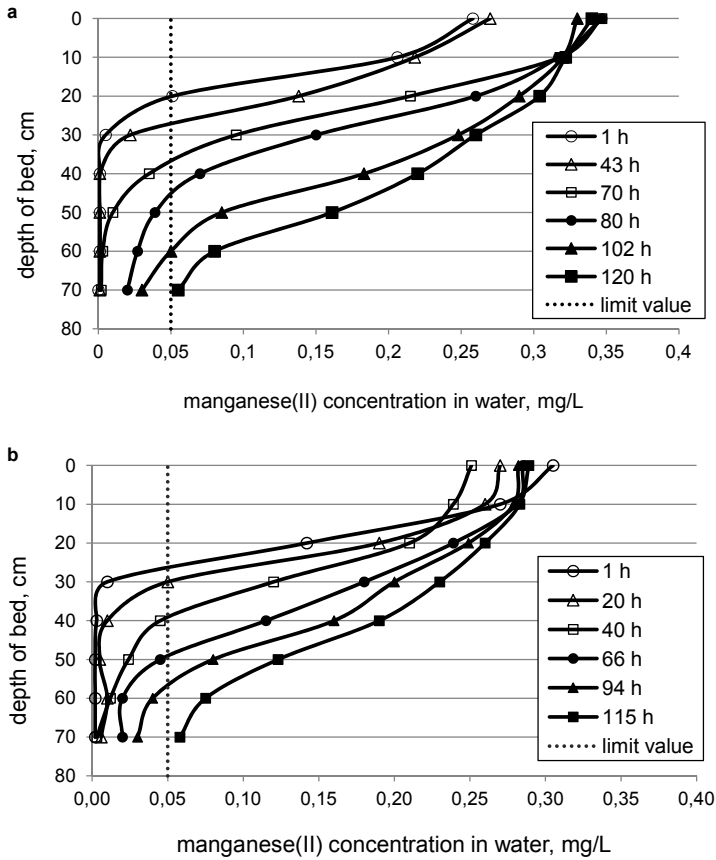 a
0
10
20
30
40
50
60
70
80
depth of bed, cm
0
0,05
0,1
0,15
0,2
0,25
0,3
0,35
0,4
manganese(II) concentration in water, mg/L
1 h
43 h
70 h
80 h
102 h
120 h
limit value
b
0
10
20
30
40
50
60
70
80
depth of bed, cm
0,00
0,05
0,10
0,15
0,20
0,25
0,30
0,35
0,40
manganese(II) concentration in water, mg/L
1 h
20 h
40 h
66 h
94 h
115 h
limit value